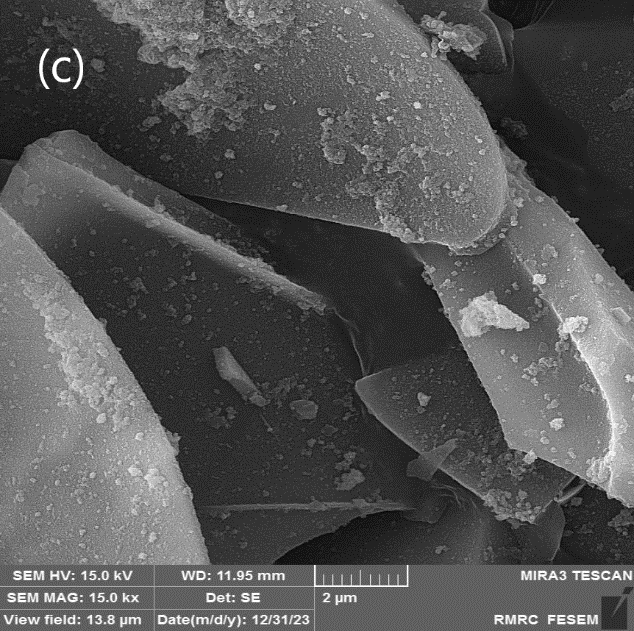 (c)
SEM HV: 15.0 kV WD: 11.95 mm MIRA3 TESCAN
SEM MAG: 15.0 kx Det: SE 2 µm
View field: 13.8 µm Date(m/d/y): 12/31/23 RMRC FESEM